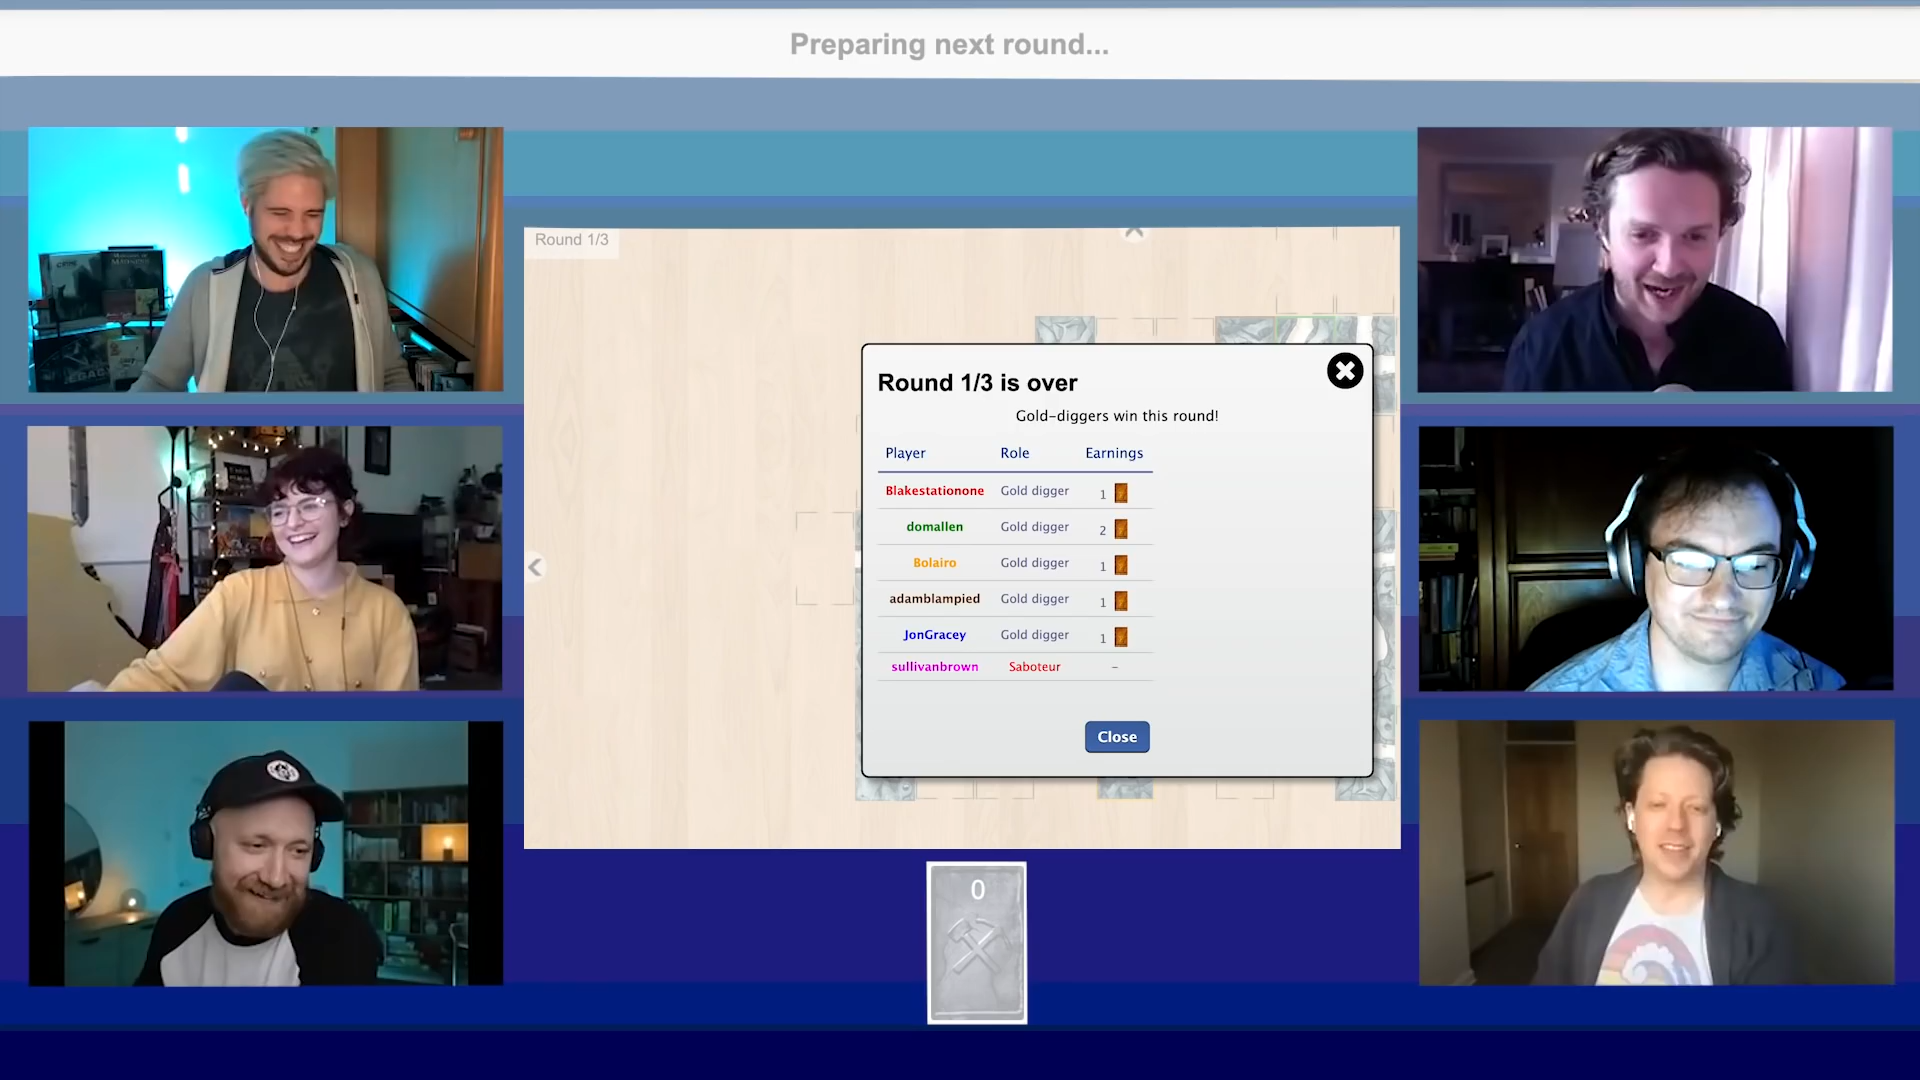 Preparing next round...
Round 1/3
Round 1/3 is over
Gold-diggers win this round!
Player Role Earnings
Blakestationone Gold digger 1
domallen Gold digger 2
Bolairo Gold digger 1
adamblampied Gold digger 1
JonGracey Gold digger 1
sullivanbrown Saboteur –
Close
0